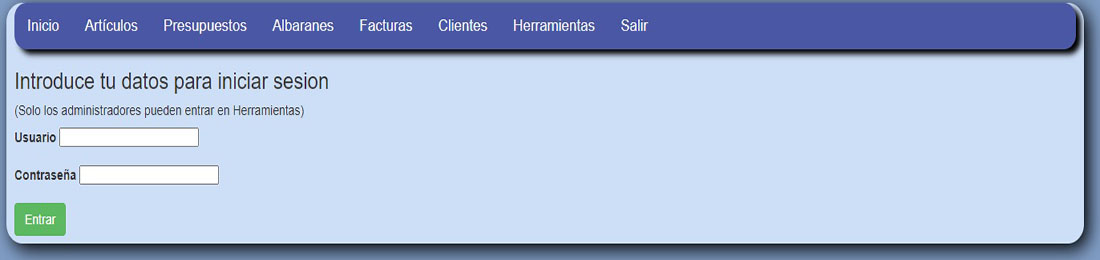 Inicio Artículos Presupuestos Albaranes Facturas Clientes Herramientas Salir
Introduce tu datos para iniciar sesion
(Solo los administradores pueden entrar en Herramientas)
Usuario
Contraseña
Entrar